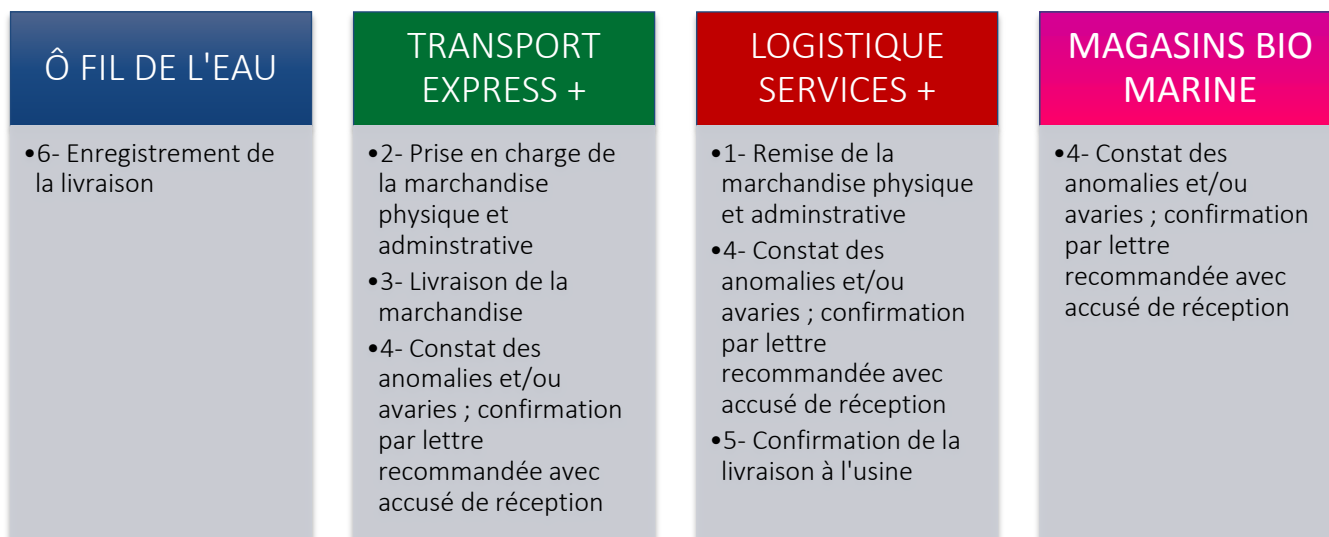 Ô FIL DE L'EAU
•6- Enregistrement de
la livraison
TRANSPORT
EXPRESS +
•2- Prise en charge de
la marchandise
physique et
adminstrative
•3- Livraison de la
marchandise
•4- Constat des
anomalies et/ou
avaries ; confirmation
par lettre
recommandée avec
accusé de réception
LOGISTIQUE
SERVICES +
•1- Remise de la
marchandise physique
et adminstrative
•4- Constat des
anomalies et/ou
avaries ; confirmation
par lettre
recommandée avec
accusé de réception
•5- Confirmation de la
livraison à l'usine
MAGASINS BIO
MARINE
•4- Constat des
anomalies et/ou
avaries ; confirmation
par lettre
recommandée avec
accusé de réception